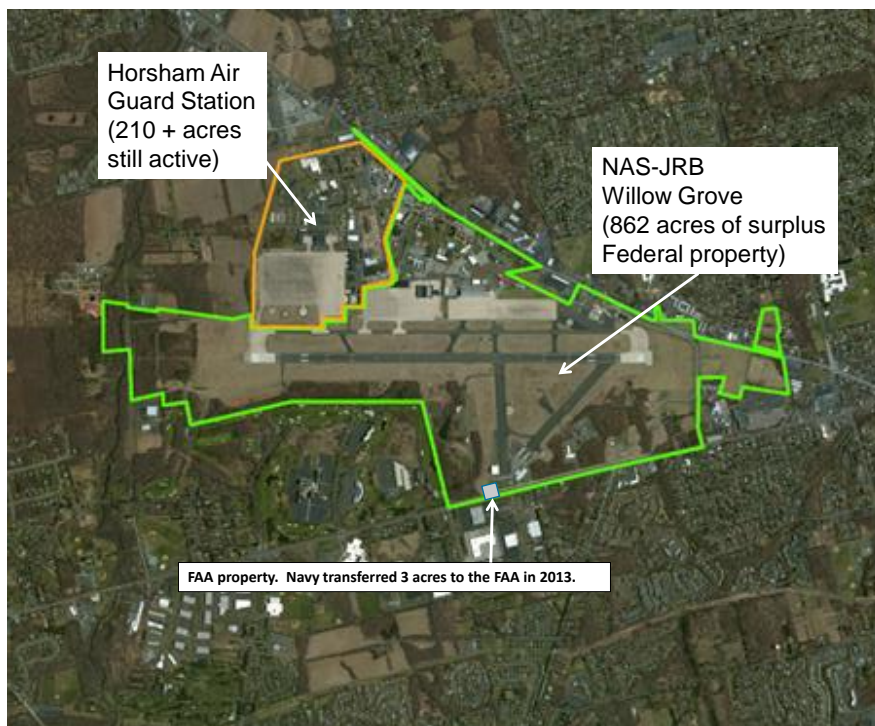 Horsham Air
Guard Station
(210 + acres
still active)
NAS-JRB
Willow Grove
(862 acres of surplus
Federal property)
FAA property.  Navy transferred 3 acres to the FAA in 2013.